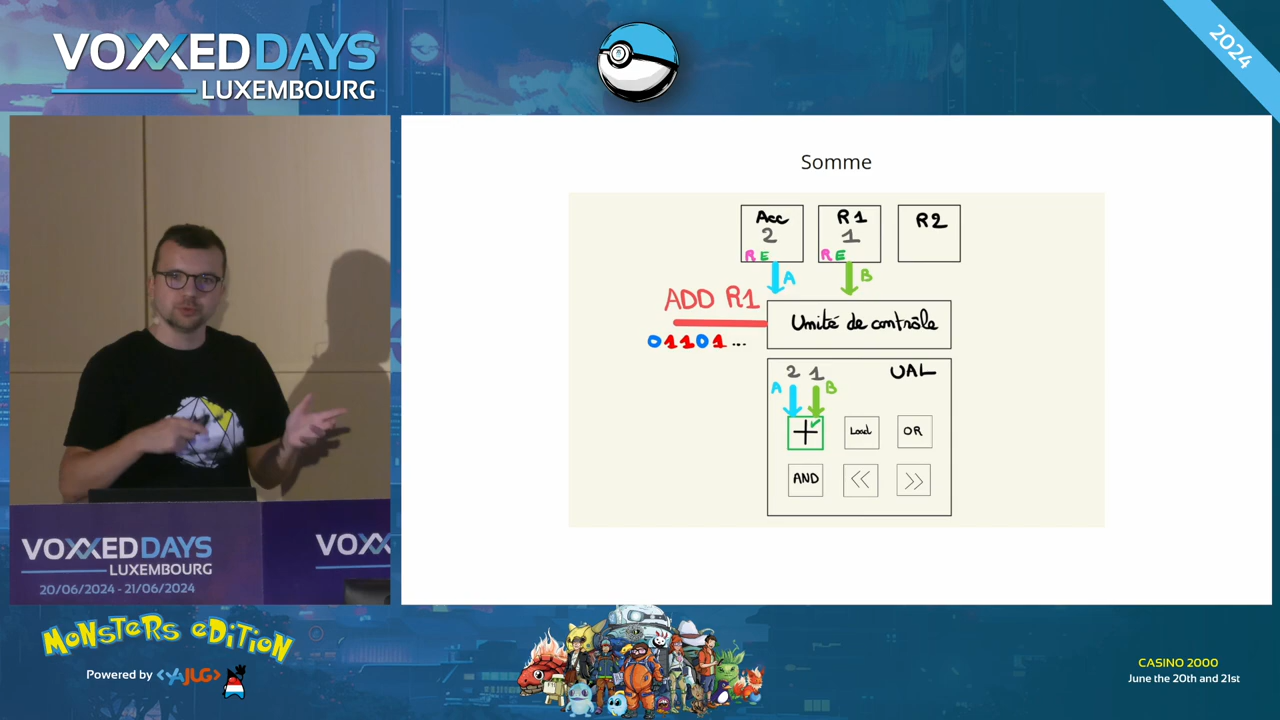 VOXXEDDAYS
LUXEMBOURG
2024
Somme
Acc
2
R E
R1
1
R E
R2
A
B
ADD R1
Unité de contrôle
01101...
2 1
UAL
A
B
+
Load
OR
AND
<<
>>
VOXXEDDAYS
LUXEMBOURG
20/06/2024 - 21/06/2024
VOXX
MONSTERS EDITION
Powered by <YAJUG>
CASINO 2000
June the 20th and 21st